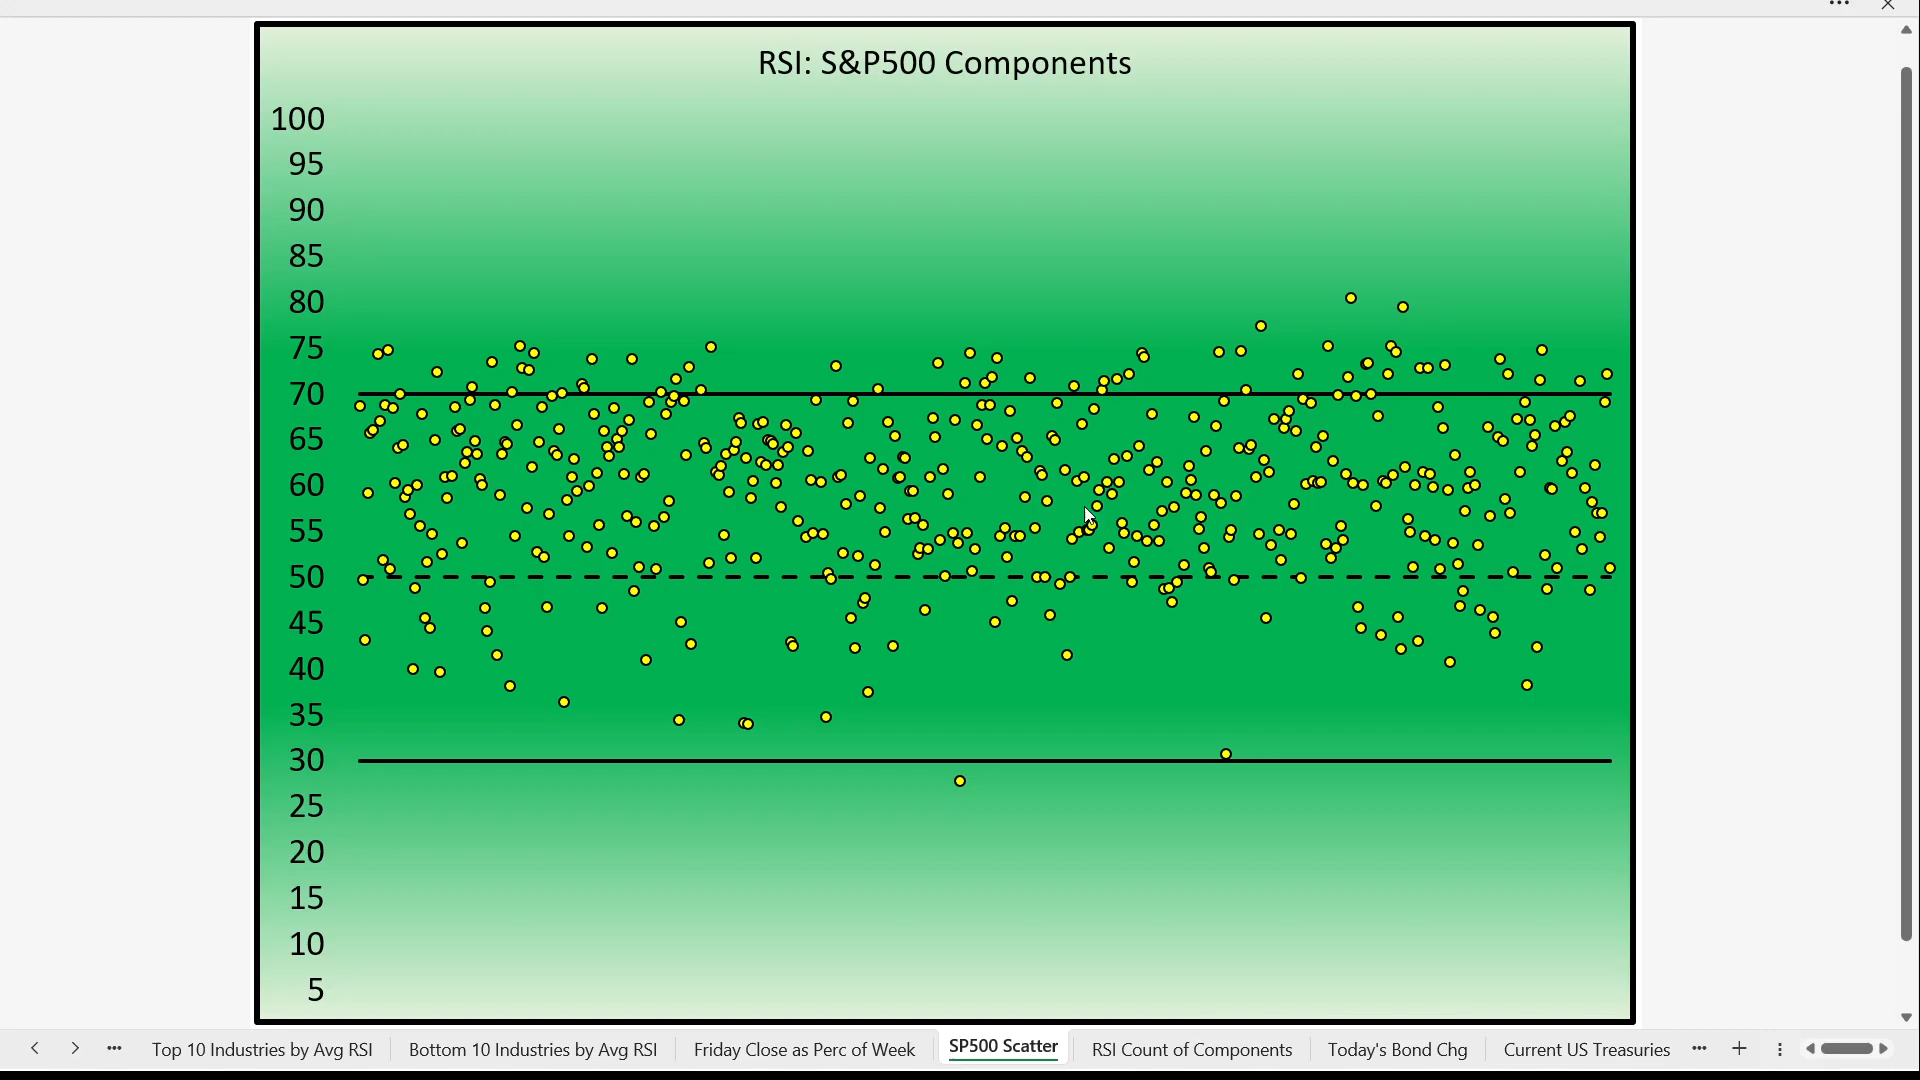 RSI: S&P500 Components
100
95
90
85
80
75
70
65
60
55
50
45
40
35
30
25
20
15
10
5
Top 10 Industries by Avg RSI
Bottom 10 Industries by Avg RSI
Friday Close as Perc of Week
SP500 Scatter
RSI Count of Components
Today's Bond Chg
Current US Treasuries